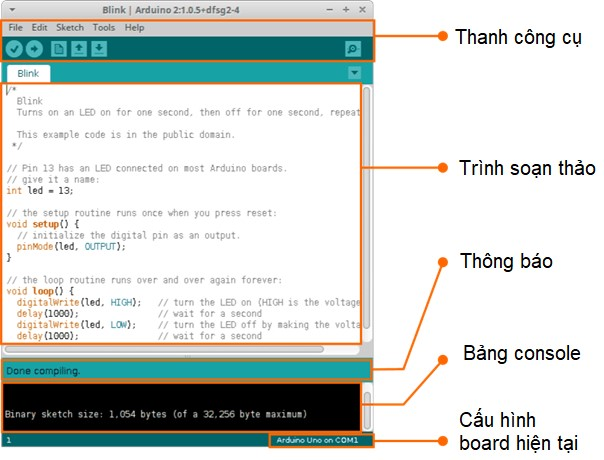 Blink | Arduino 2:1.0.5+dfsg2-4
File Edit Sketch Tools Help
Thanh công cụ
Blink
/*
Blink
Turns on an LED on for one second, then off for one second, repeat
This example code is in the public domain.
*/
// Pin 13 has an LED connected on most Arduino boards.
// give it a name:
int led = 13;
Trình soạn thảo
// the setup routine runs once when you press reset:
void setup() {
// initialize the digital pin as an output.
pinMode(led, OUTPUT);
}
Thông báo
// the loop routine runs over and over again forever:
void loop() {
digitalWrite(led, HIGH); // turn the LED on (HIGH is the voltage
delay(1000); // wait for a second
digitalWrite(led, LOW); // turn the LED off by making the volta
delay(1000); // wait for a second
Bảng console
Done compiling.
Binary sketch size: 1,054 bytes (of a 32,256 byte maximum)
Cấu hình
board hiện tại
1 Arduino Uno on COM1